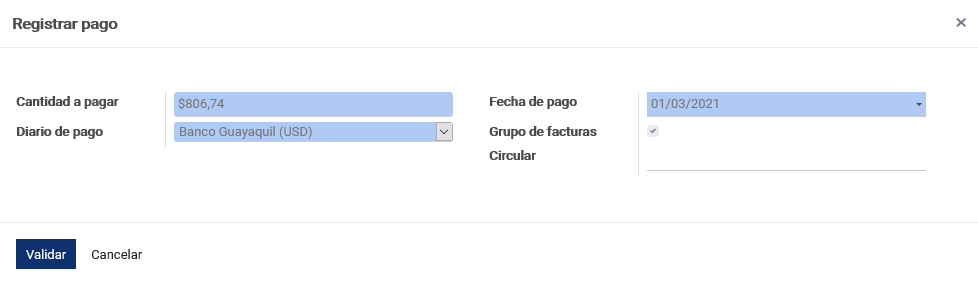 Registrar pago
Cantidad a pagar
$806,74
Diario de pago
Banco Guayaquil (USD)
Fecha de pago
01/03/2021
Grupo de facturas
Circular
Validar
Cancelar